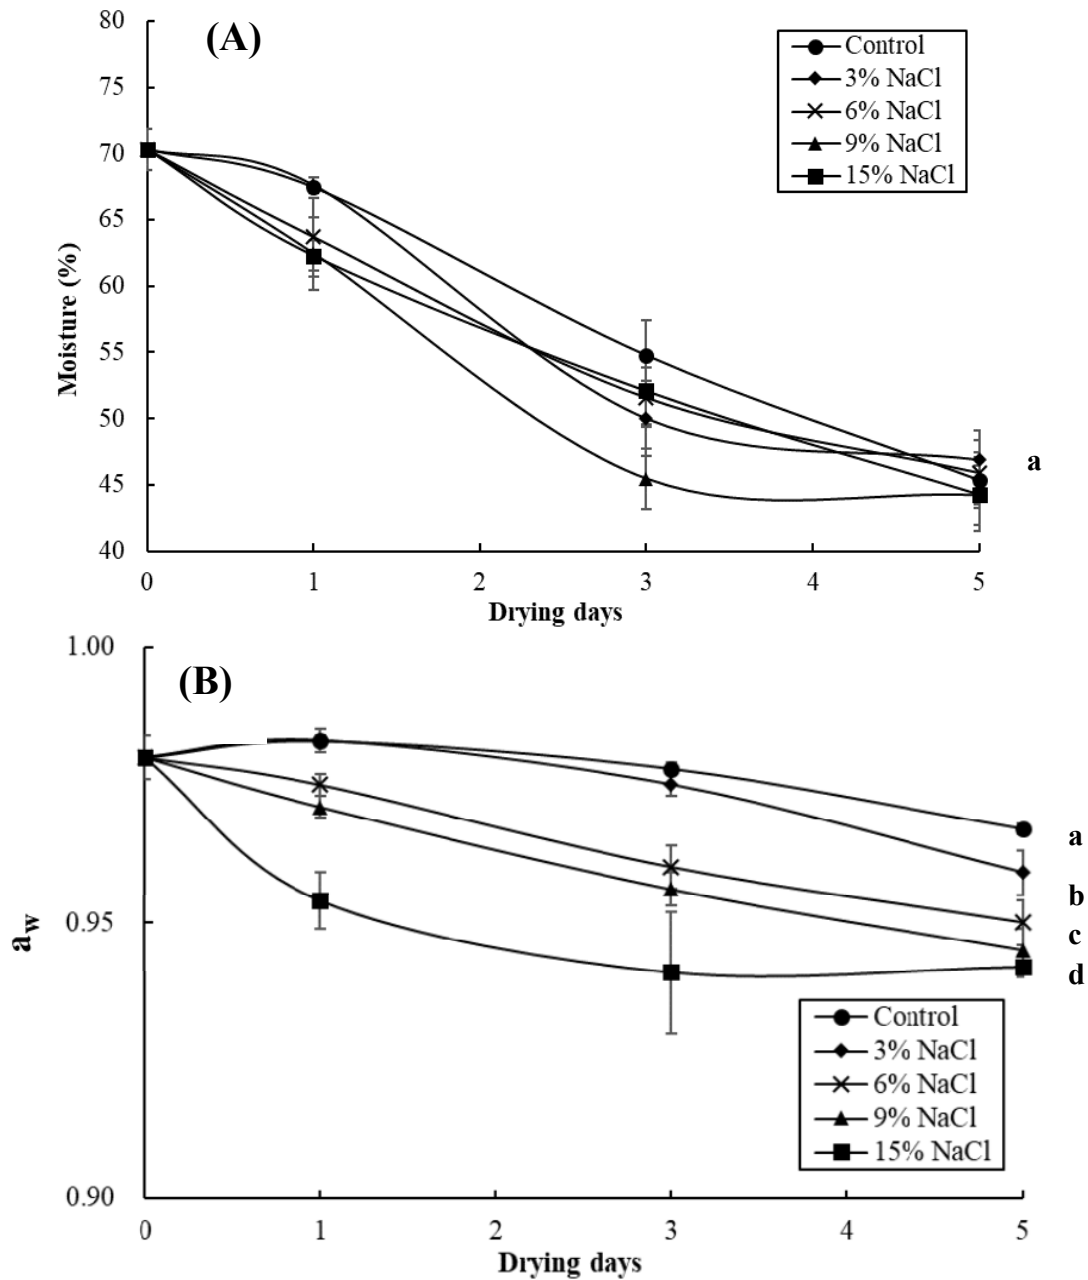 (A)
Control
3% NaCl
6% NaCl
9% NaCl
15% NaCl
80
75
70
65
60
55
50
45
40
Moisture (%)
a
0 1 2 3 4 5
Drying days
(B)
1.00
0.95
0.90
aw
a
b
c
d
Control
3% NaCl
6% NaCl
9% NaCl
15% NaCl
0 1 2 3 4 5
Drying days